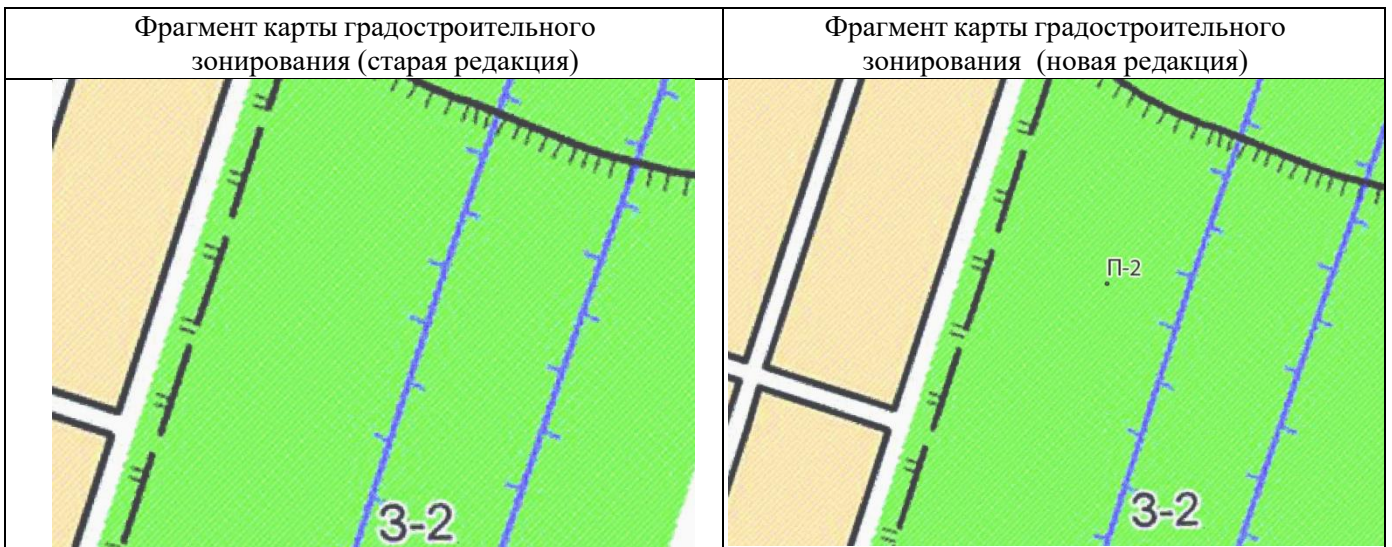 Фрагмент карты градостроительного
зонирования (старая редакция)
Фрагмент карты градостроительного
зонирования (новая редакция)
З-2
П-2
З-2